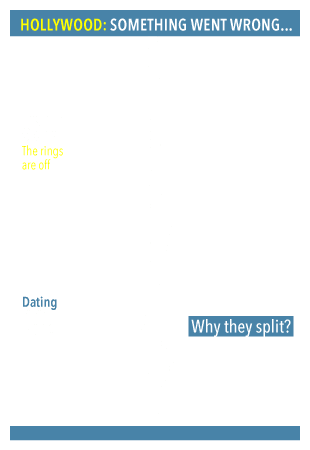 HOLLYWOOD: SOMETHING WENT WRONG...
The rings
are off
Dating
Why they split?